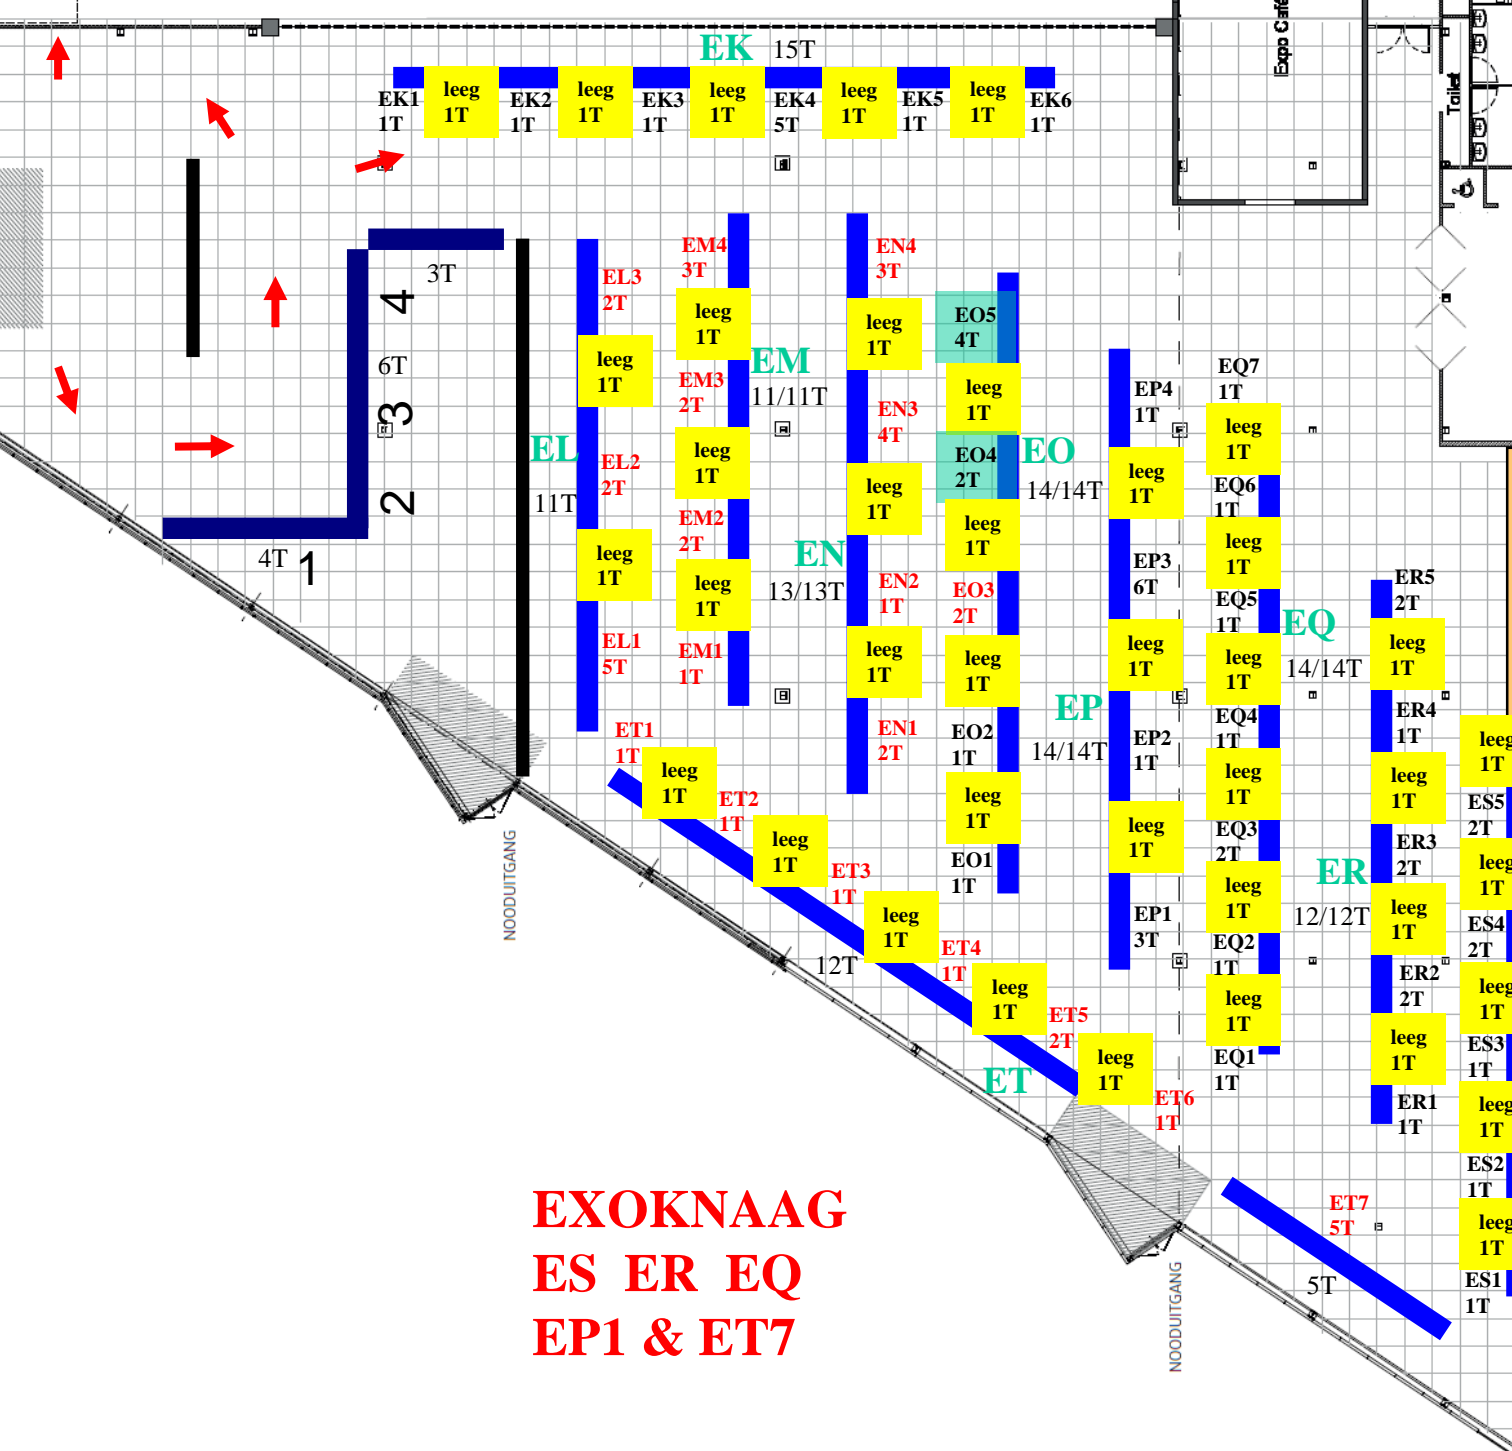 EK 15T
Expo Café
Toilet
EK1
1T
leeg
1T
EK2
1T
leeg
1T
EK3
1T
leeg
1T
EK4
5T
leeg
1T
EK5
1T
leeg
1T
EK6
1T
3T
4
6T
3
2
4T
1
EL
11T
EL3
2T
leeg
1T
EL2
2T
leeg
1T
EL1
5T
EM4
3T
leeg
1T
EM
11/11T
EM3
2T
leeg
1T
EM2
2T
leeg
1T
EM1
1T
EN4
3T
leeg
1T
EN3
4T
leeg
1T
EN
13/13T
EN2
1T
leeg
1T
EN1
2T
EO5
4T
leeg
1T
EO4
2T
EO
14/14T
leeg
1T
EO3
2T
leeg
1T
EO2
1T
leeg
1T
EO1
1T
EP4
1T
leeg
1T
EP3
6T
leeg
1T
EP
14/14T
EP2
1T
leeg
1T
EP1
3T
EQ7
1T
leeg
1T
EQ6
1T
leeg
1T
EQ5
1T
EQ
14/14T
leeg
1T
EQ4
1T
leeg
1T
EQ3
2T
leeg
1T
EQ2
1T
leeg
1T
EQ1
1T
ER5
2T
leeg
1T
ER4
1T
leeg
1T
ER3
2T
ER
12/12T
leeg
1T
ER2
2T
leeg
1T
ER1
1T
leeg
1T
ES5
2T
leeg
1T
ES4
2T
leeg
1T
ES3
1T
leeg
1T
ES2
1T
leeg
1T
ES1
1T
ET1
1T
leeg
1T
ET2
1T
leeg
1T
ET3
1T
leeg
1T
12T
ET4
1T
leeg
1T
ET5
2T
ET
leeg
1T
ET6
1T
ET7
5T
5T
NOODUITGANG
NOODUITGANG
EXOKNAAG
ES ER EQ
EP1 & ET7